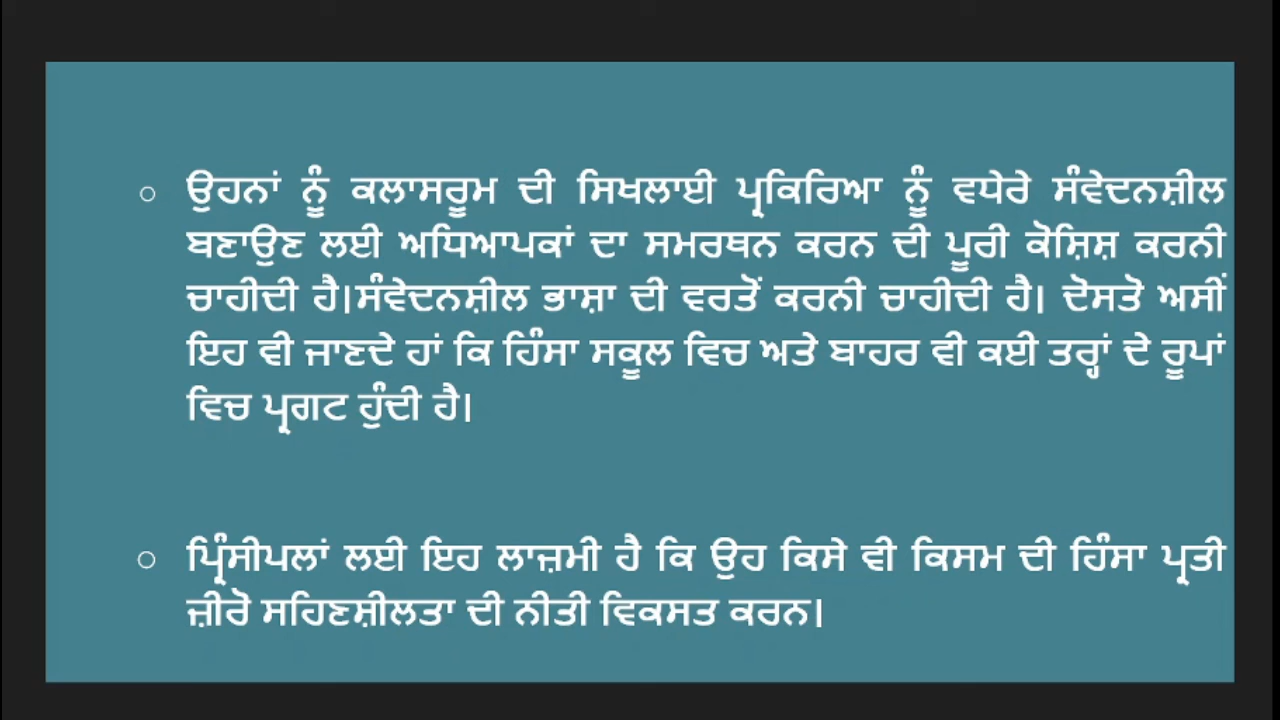 ਉਹਨਾਂ ਨੂੰ ਕਲਾਸਰੂਮ ਦੀ ਸਿਖਲਾਈ ਪ੍ਰਕਿਰਿਆ ਨੂੰ ਵਧੇਰੇ ਸੰਵੇਦਨਸ਼ੀਲ
ਬਣਾਉਣ ਲਈ ਅਧਿਆਪਕਾਂ ਦਾ ਸਮਰਥਨ ਕਰਨ ਦੀ ਪੂਰੀ ਕੋਸ਼ਿਸ਼ ਕਰਨੀ
ਚਾਹੀਦੀ ਹੈ।ਸੰਵੇਦਨਸ਼ੀਲ ਭਾਸ਼ਾ ਦੀ ਵਰਤੋਂ ਕਰਨੀ ਚਾਹੀਦੀ ਹੈ। ਦੋਸਤੋ ਅਸੀਂ
ਇਹ ਵੀ ਜਾਣਦੇ ਹਾਂ ਕਿ ਹਿੰਸਾ ਸਕੂਲ ਵਿਚ ਅਤੇ ਬਾਹਰ ਵੀ ਕਈ ਤਰ੍ਹਾਂ ਦੇ ਰੂਪਾਂ
ਵਿਚ ਪ੍ਰਗਟ ਹੁੰਦੀ ਹੈ।
ਪ੍ਰਿੰਸੀਪਲਾਂ ਲਈ ਇਹ ਲਾਜ਼ਮੀ ਹੈ ਕਿ ਉਹ ਕਿਸੇ ਵੀ ਕਿਸਮ ਦੀ ਹਿੰਸਾ ਪ੍ਰਤੀ
ਜ਼ੀਰੋ ਸਹਿਣਸ਼ੀਲਤਾ ਦੀ ਨੀਤੀ ਵਿਕਸਤ ਕਰਨ।